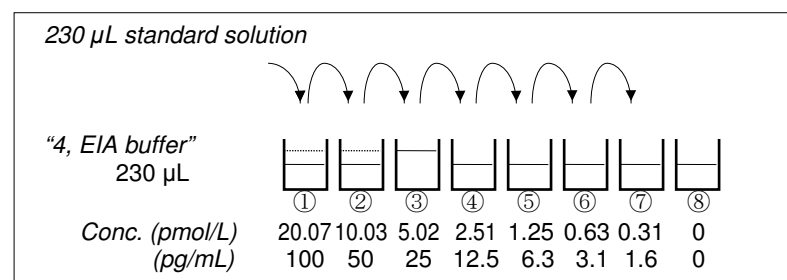 230 µL standard solution
“4, EIA buffer”
230 µL
① ② ③ ④ ⑤ ⑥ ⑦ ⑧
Conc. (pmol/L) 20.07 10.03 5.02 2.51 1.25 0.63 0.31 0
(pg/mL) 100 50 25 12.5 6.3 3.1 1.6 0